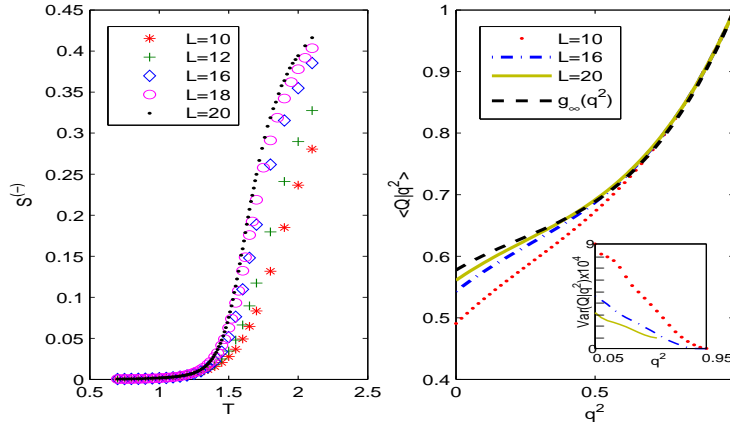 0.45
0.4
0.35
0.3
0.25
0.2
0.15
0.1
0.05
0
0.5
1
1.5
2
2.5
T
S(-)
L=10
L=12
L=16
L=18
L=20
1
0.9
0.8
0.7
0.6
0.5
0.4
0
0.5
q²
<Q|q²>
L=10
L=16
L=20
g∞(q²)
9
0
0.05
0.95
q²
Var(Q|q²)x10⁴